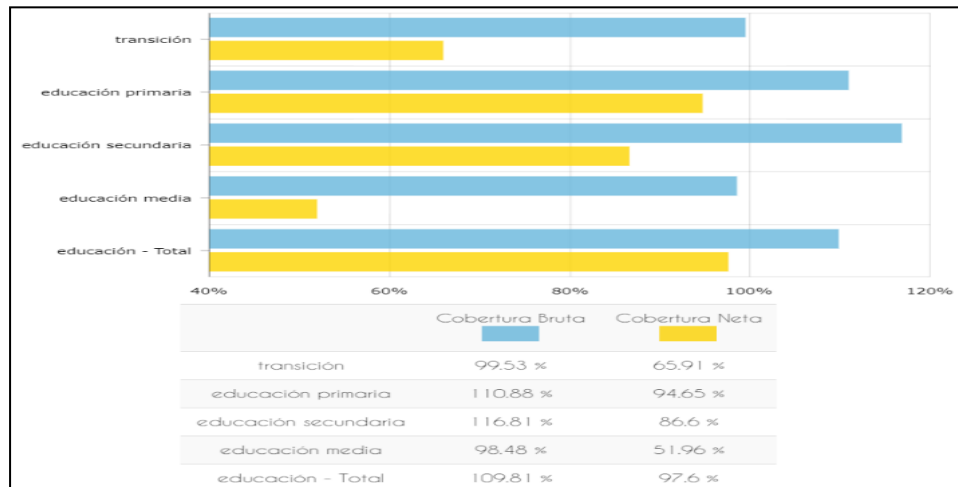 transición
educación primaria
educación secundaria
educación media
educación - Total
40% 60% 80% 100% 120%
Cobertura Bruta Cobertura Neta
transición 99.53 % 65.91 %
educación primaria 110.88 % 94.65 %
educación secundaria 116.81 % 86.6 %
educación media 98.48 % 51.96 %
educación - Total 109.81 % 97.6 %